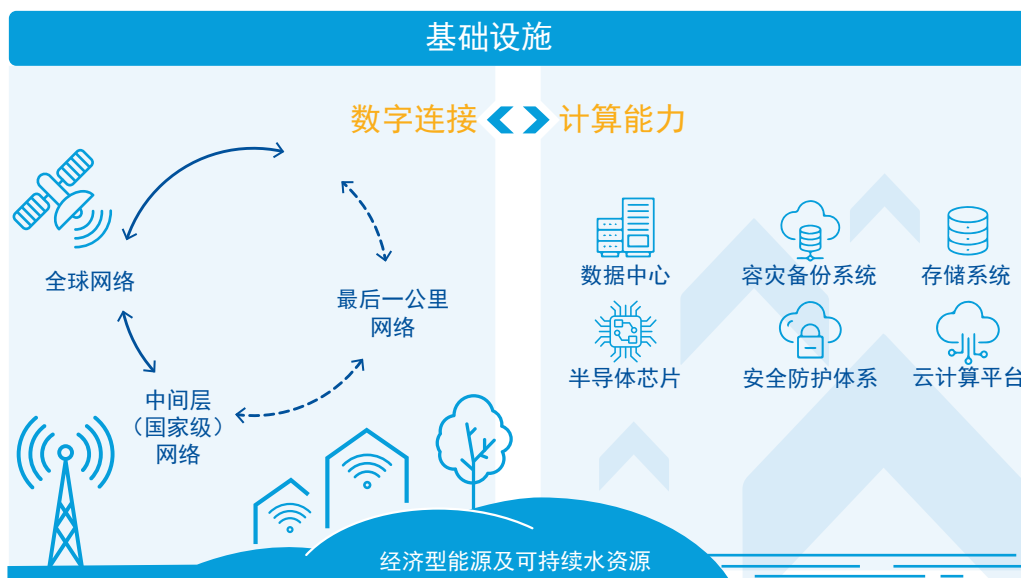 基础设施
数字连接
计算能力
全球网络
最后一公里
网络
中间层
（国家级）
网络
数据中心
容灾备份系统
存储系统
半导体芯片
安全防护体系
云计算平台
经济型能源及可持续水资源